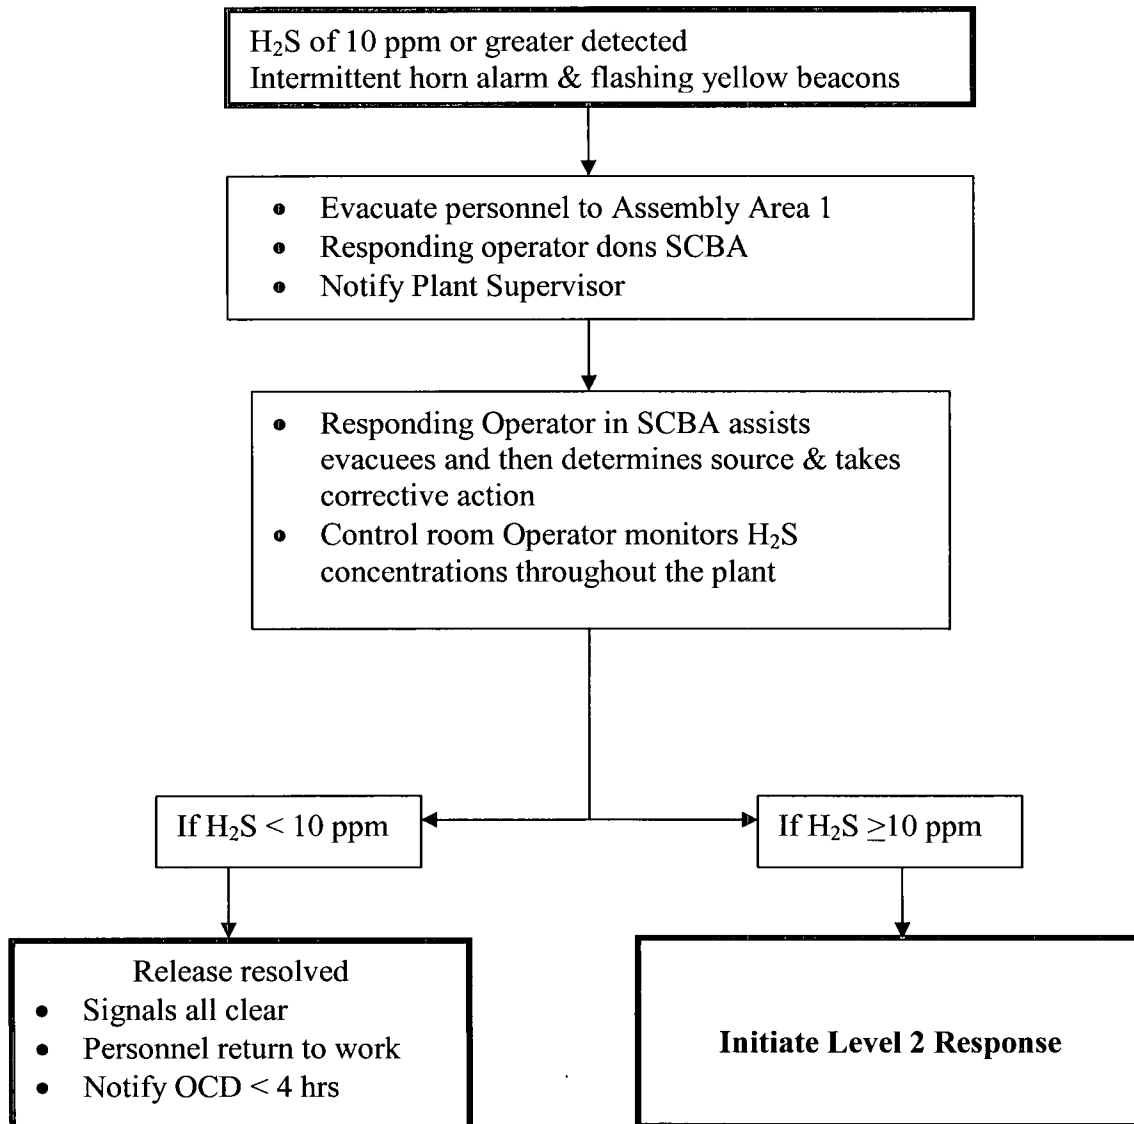 H₂S of 10 ppm or greater detected
Intermittent horn alarm & flashing yellow beacons
• Evacuate personnel to Assembly Area 1
• Responding operator dons SCBA
• Notify Plant Supervisor
• Responding Operator in SCBA assists
evacuees and then determines source & takes
corrective action
• Control room Operator monitors H₂S
concentrations throughout the plant
If H₂S < 10 ppm
If H₂S ≥10 ppm
Release resolved
• Signals all clear
• Personnel return to work
• Notify OCD < 4 hrs
Initiate Level 2 Response